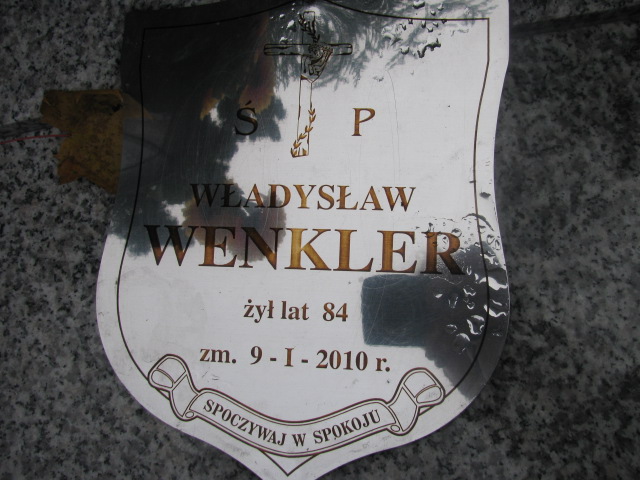 Ś P
WŁADYSŁAW
WENKLER
żył lat 84
zm. 9 - I - 2010 r.
SPOCZYWAJ W SPOKOJU